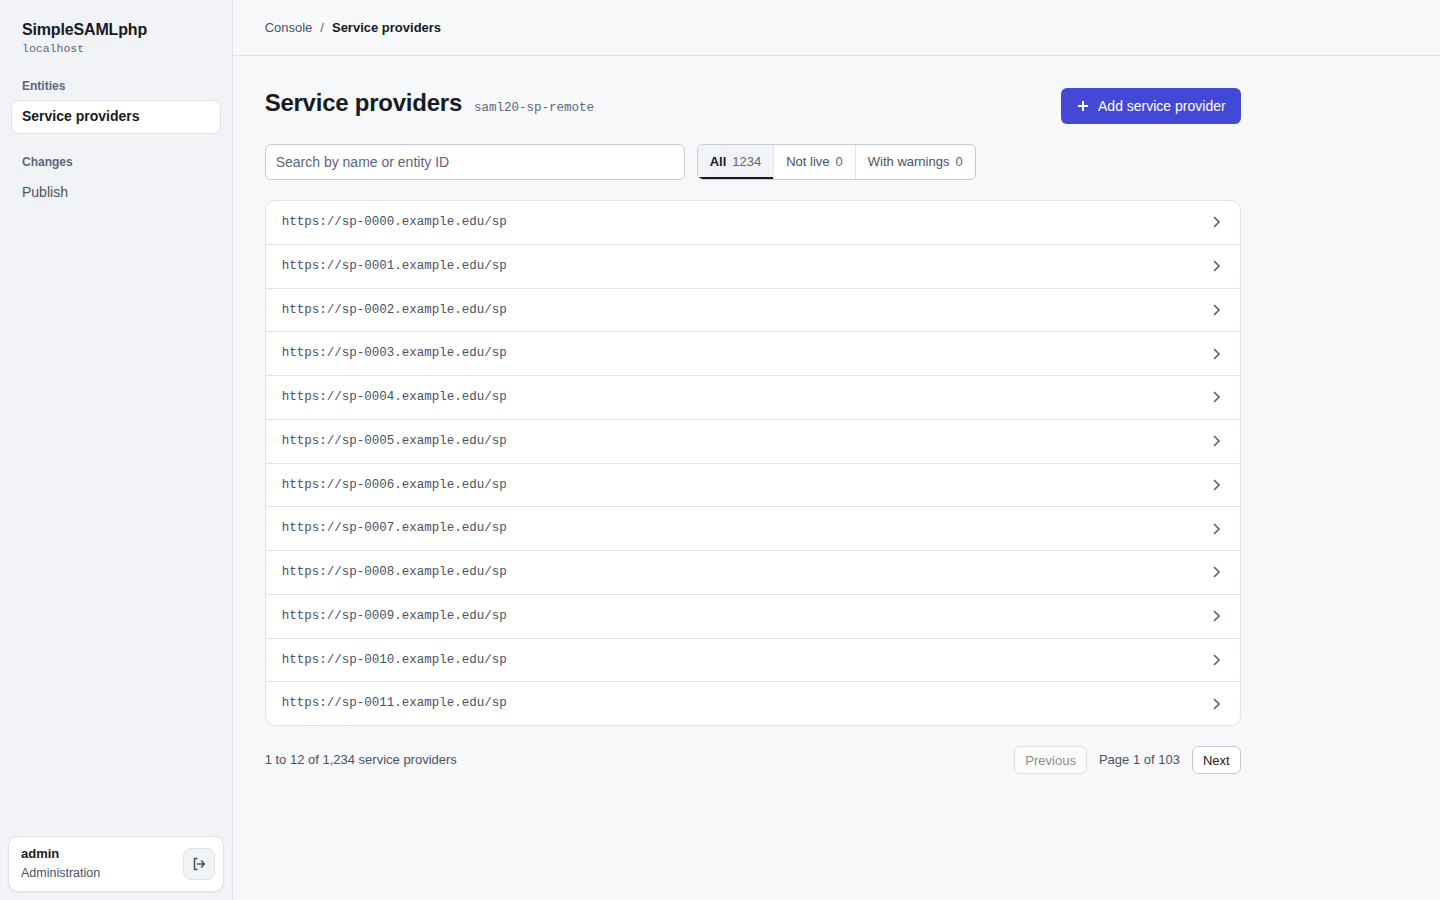 SimpleSAMLphp
localhost
Entities
Service providers
Changes
Publish
admin
Administration
Console / Service providers
Service providers saml20-sp-remote
Add service provider
Search by name or entity ID
All 1234 Not live 0 With warnings 0
https://sp-0000.example.edu/sp
https://sp-0001.example.edu/sp
https://sp-0002.example.edu/sp
https://sp-0003.example.edu/sp
https://sp-0004.example.edu/sp
https://sp-0005.example.edu/sp
https://sp-0006.example.edu/sp
https://sp-0007.example.edu/sp
https://sp-0008.example.edu/sp
https://sp-0009.example.edu/sp
https://sp-0010.example.edu/sp
https://sp-0011.example.edu/sp
1 to 12 of 1,234 service providers
Previous Page 1 of 103 Next